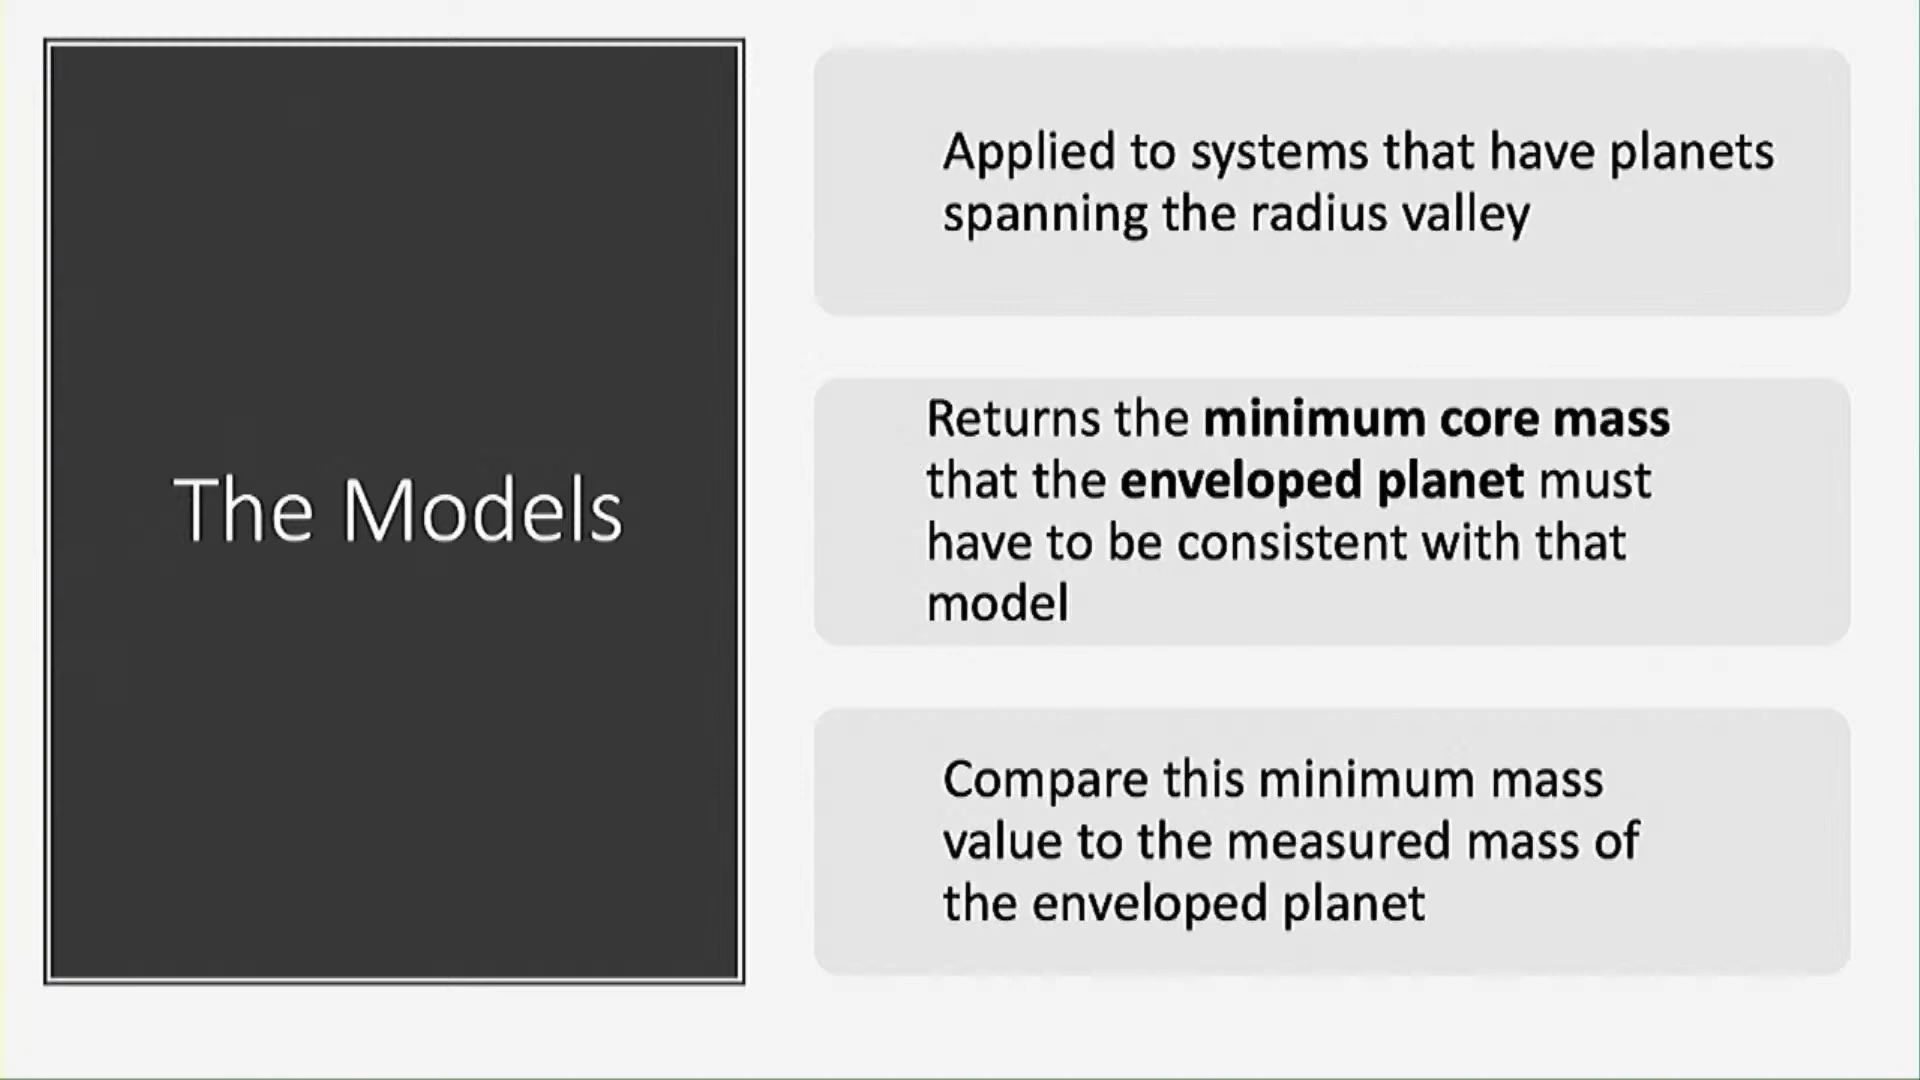 The Models
Applied to systems that have planets
spanning the radius valley
Returns the minimum core mass
that the enveloped planet must
have to be consistent with that
model
Compare this minimum mass
value to the measured mass of
the enveloped planet